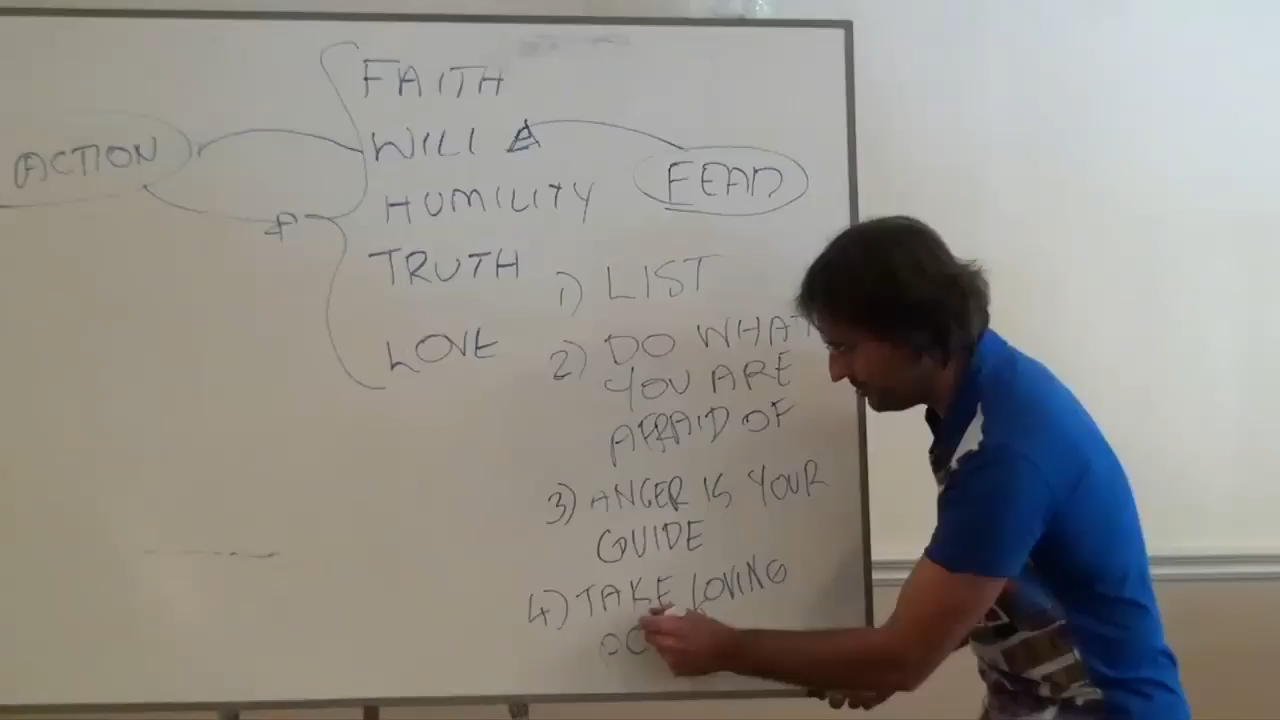 FAITH
ACTION
WILL
FEAR
HUMILITY
TRUTH
LOVE
1) LIST
2) DO WHAT
YOU ARE
AFRAID OF
3) ANGER IS YOUR
GUIDE
4) TAKE LOVING
AC